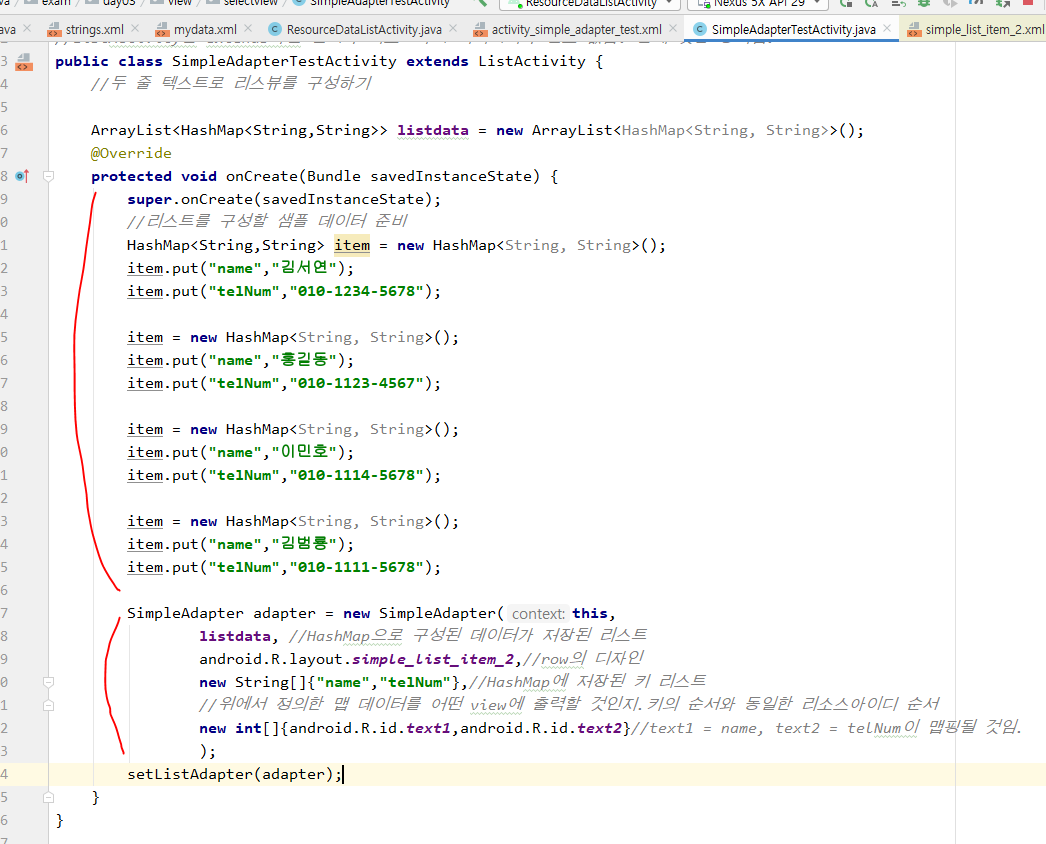 exam day03 view selectview SimpleAdapterTestActivity ResourceDataListActivity Nexus 5X API 29
ava strings.xml mydata.xml ResourceDataListActivity.java activity_simple_adapter_test.xml SimpleAdapterTestActivity.java simple_list_item_2.xml
3 public class SimpleAdapterTestActivity extends ListActivity {
4 //두 줄 텍스트로 리스뷰를 구성하기
5
6 ArrayList<HashMap<String,String>> listdata = new ArrayList<HashMap<String, String>>();
7 @Override
8 protected void onCreate(Bundle savedInstanceState) {
9 super.onCreate(savedInstanceState);
0 //리스트를 구성할 샘플 데이터 준비
1 HashMap<String,String> item = new HashMap<String, String>();
2 item.put("name","김서연");
3 item.put("telNum","010-1234-5678");
4
5 item = new HashMap<String, String>();
6 item.put("name","홍길동");
7 item.put("telNum","010-1123-4567");
8
9 item = new HashMap<String, String>();
0 item.put("name","이민호");
1 item.put("telNum","010-1114-5678");
2
3 item = new HashMap<String, String>();
4 item.put("name","김범룡");
5 item.put("telNum","010-1111-5678");
6
7 SimpleAdapter adapter = new SimpleAdapter( context: this,
8 listdata, //HashMap으로 구성된 데이터가 저장된 리스트
9 android.R.layout.simple_list_item_2,//row의 디자인
0 new String[]{"name","telNum"},//HashMap에 저장된 키 리스트
1 //위에서 정의한 맵 데이터를 어떤 view에 출력할 것인지.키의 순서와 동일한 리소스아이디 순서
2 new int[]{android.R.id.text1,android.R.id.text2}//text1 = name, text2 = telNum이 맵핑될 것임.
3 );
4 setListAdapter(adapter);
5 }
6 }
7